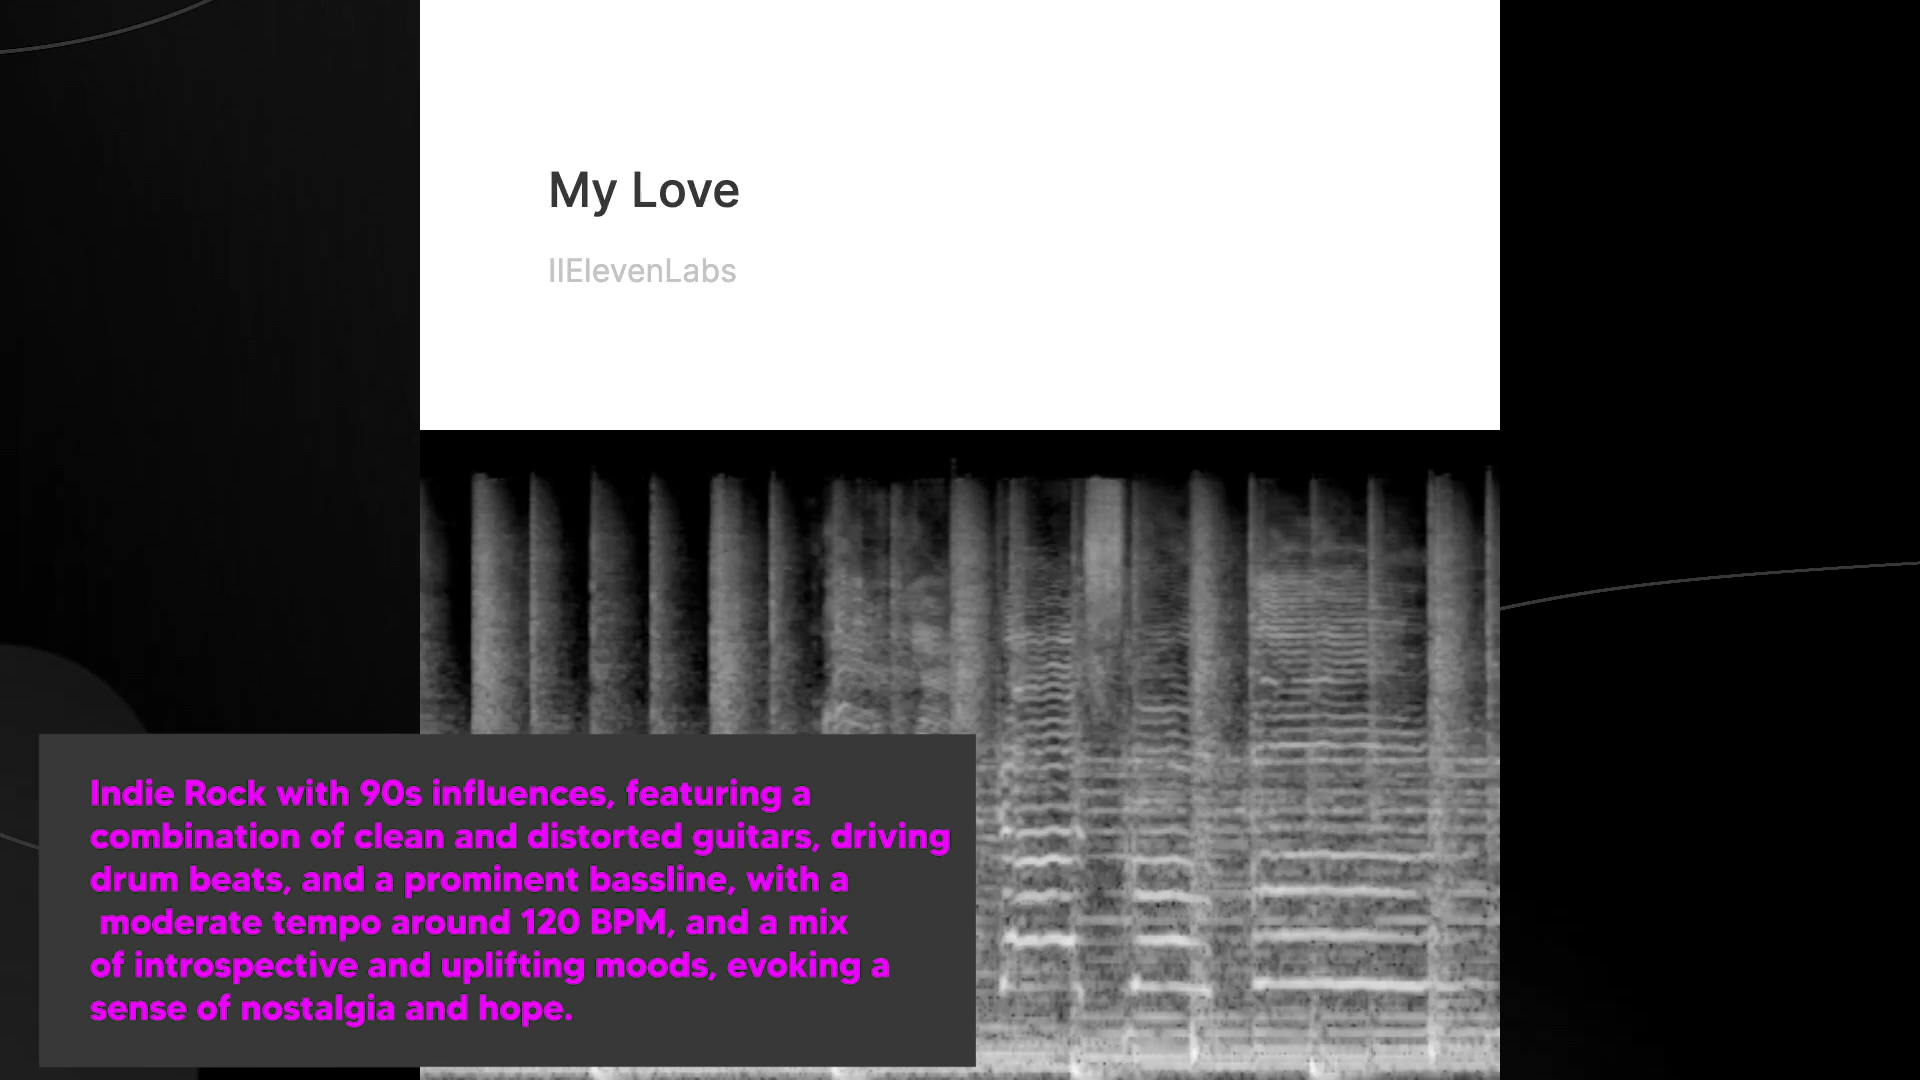 My Love
IIElevenLabs
Indie Rock with 90s influences, featuring a
combination of clean and distorted guitars, driving
drum beats, and a prominent bassline, with a
moderate tempo around 120 BPM, and a mix
of introspective and uplifting moods, evoking a
sense of nostalgia and hope.